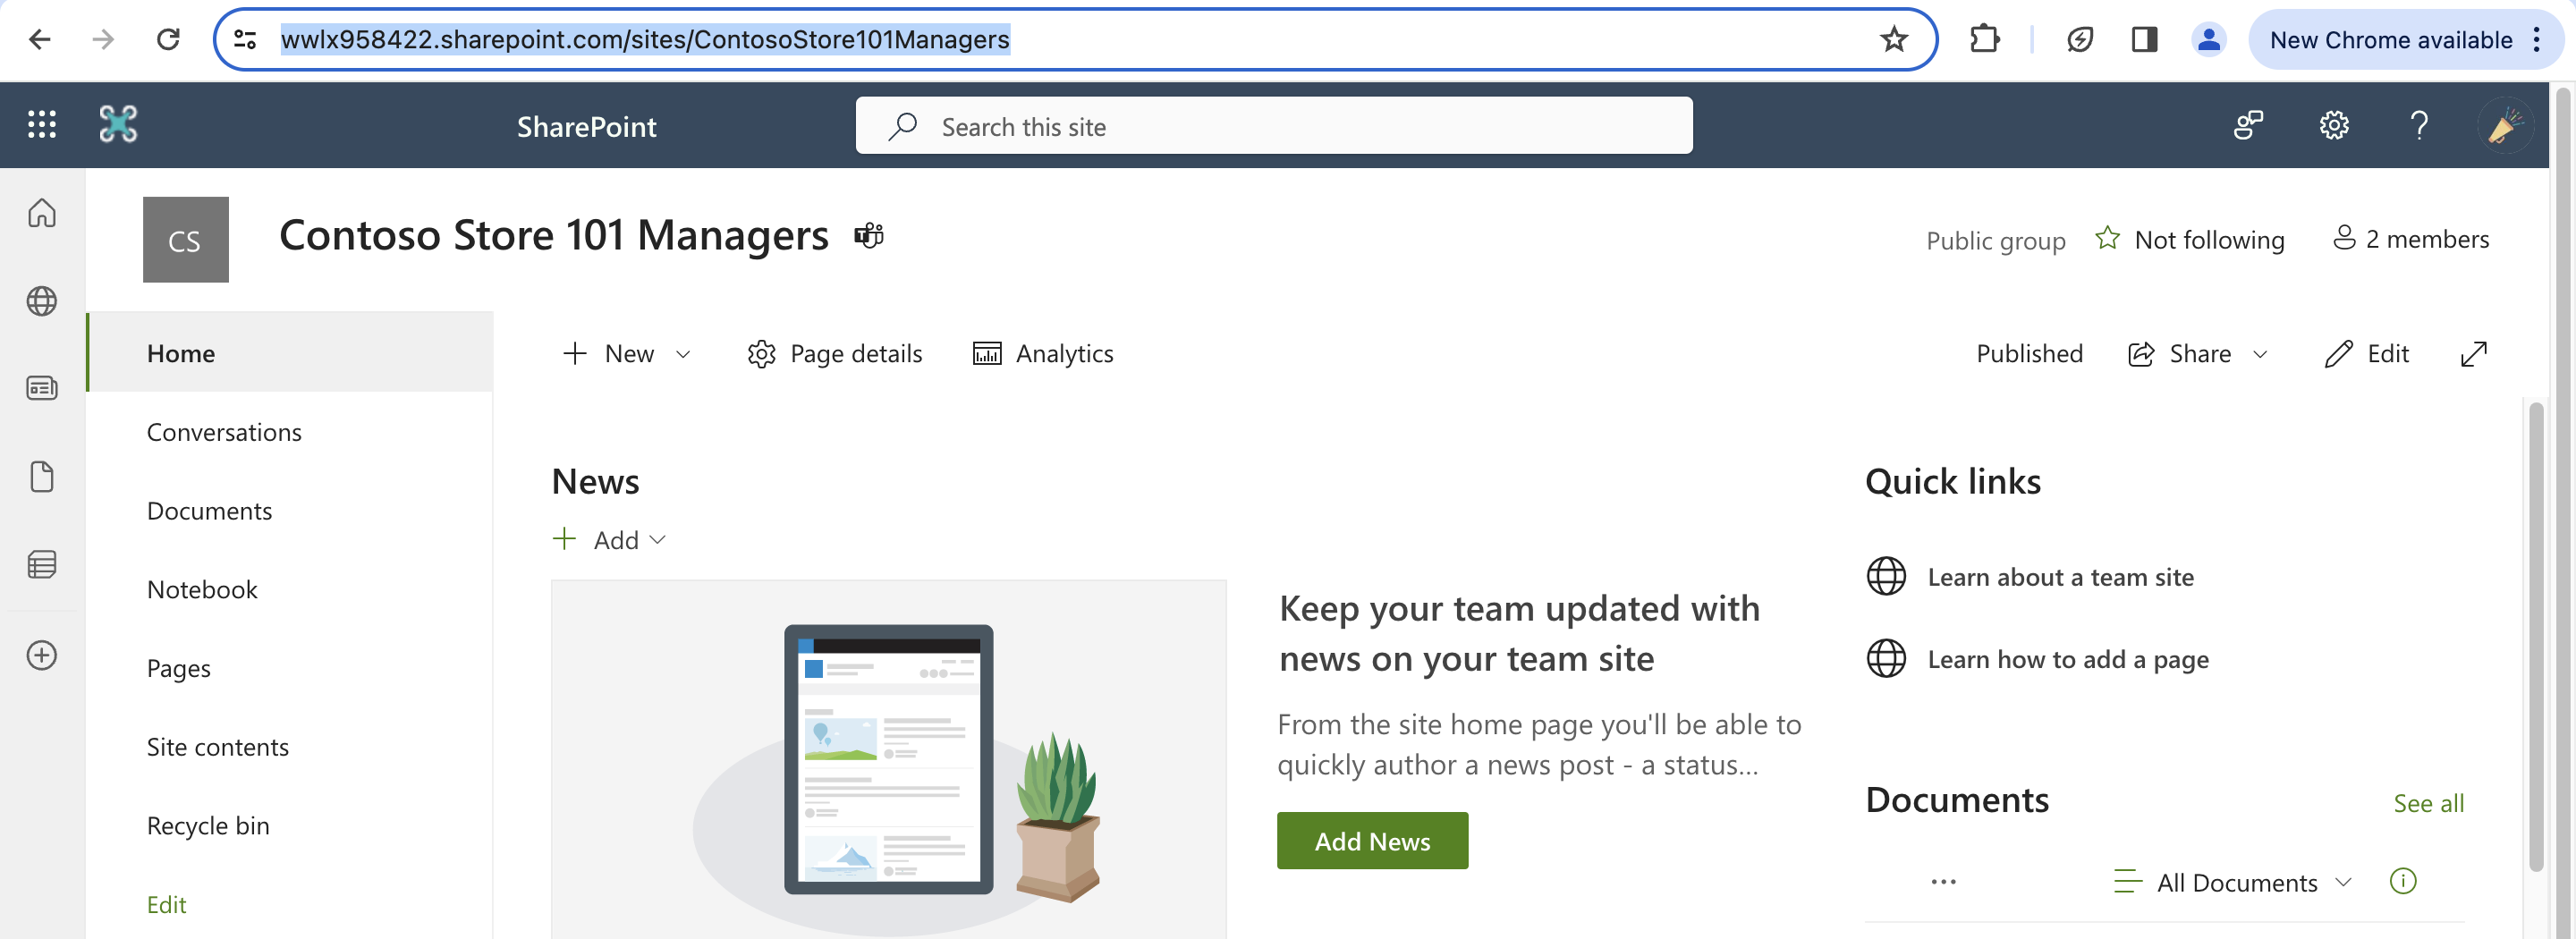 wwlx958422.sharepoint.com/sites/ContosoStore101Managers
New Chrome available
SharePoint
Search this site
CS
Contoso Store 101 Managers
Public group
Not following
2 members
Home
Conversations
Documents
Notebook
Pages
Site contents
Recycle bin
Edit
New
Page details
Analytics
Published
Share
Edit
News
Add
Keep your team updated with
news on your team site
From the site home page you'll be able to
quickly author a news post - a status...
Add News
Quick links
Learn about a team site
Learn how to add a page
Documents
See all
All Documents